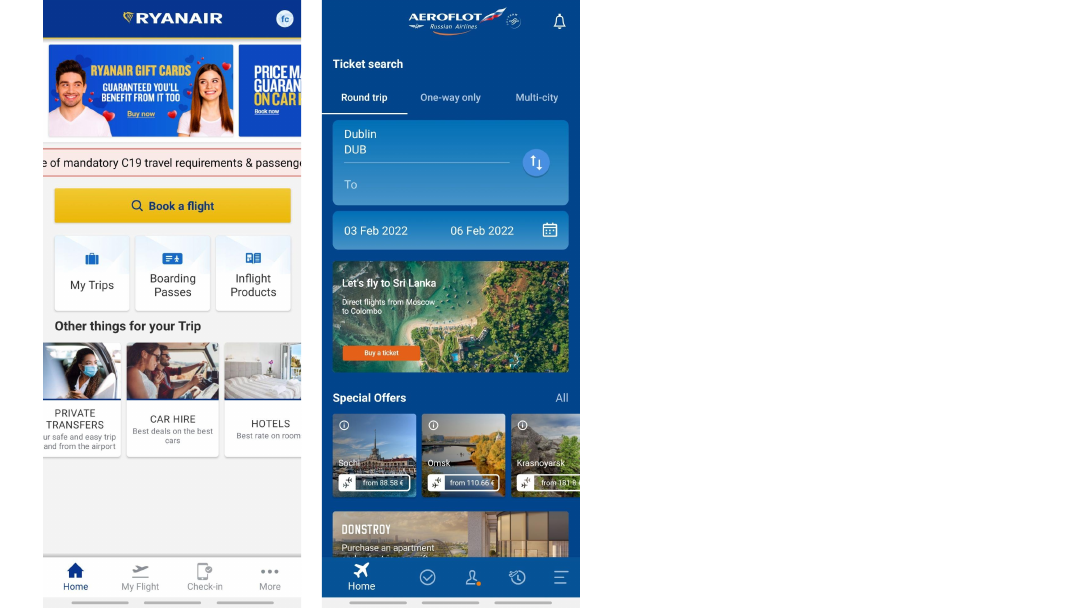 RYANAIR
fc
RYANAIR GIFT CARDS
GUARANTEED YOU'LL
BENEFIT FROM IT TOO
Buy now
PRICE M
GUARAN
ON CAR
Book now
e of mandatory C19 travel requirements & passenge
Book a flight
My Trips
Boarding
Passes
Inflight
Products
Other things for your Trip
PRIVATE
TRANSFERS
ur safe and easy trip
and from the airport
CAR HIRE
Best deals on the best
cars
HOTELS
Best rate on room
Home
My Flight
Check-in
More
AEROFLOT
Russian Airlines
Ticket search
Round trip
One-way only
Multi-city
Dublin
DUB
To
03 Feb 2022
06 Feb 2022
Let's fly to Sri Lanka
Direct flights from Moscow
to Colombo
Buy a ticket
Special Offers
All
Sochi
from 88.58 €
Omsk
from 110.66 €
Krasnoyarsk
from 181.8
DONSTROY
Purchase an apartment
Home